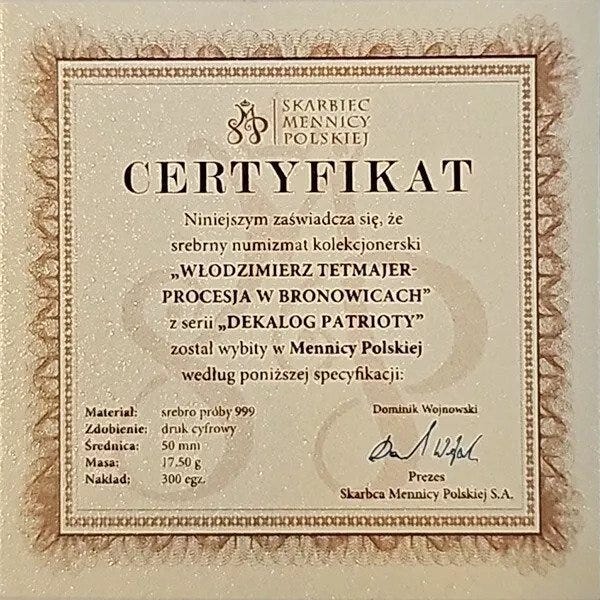 SKARBIEC
MENNICY
POLSKIEJ
CERTYFIKAT
Niniejszym zaświadcza się, że
srebrny numizmat kolekcjonerski
„WŁODZIMIERZ TETMAJER-
PROCESJA W BRONOWICACH”
z serii „DEKALOG PATRIOTY”
został wybity w Mennicy Polskiej
według poniższej specyfikacji:
Materiał: srebro próby 999
Zdobienie: druk cyfrowy
Średnica: 50 mm
Masa: 17,50 g
Nakład: 300 egz.
Dominik Wojnowski
Prezes
Skarbca Mennicy Polskiej S.A.